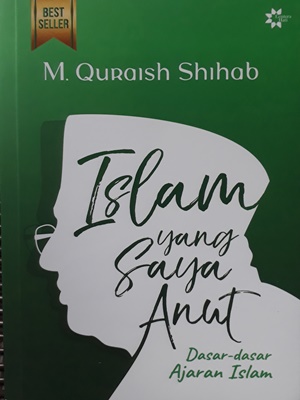 BEST
SELLER
M. Quraish Shihab
Islam
yang
Saya
Anut
Dasar-dasar
Ajaran Islam